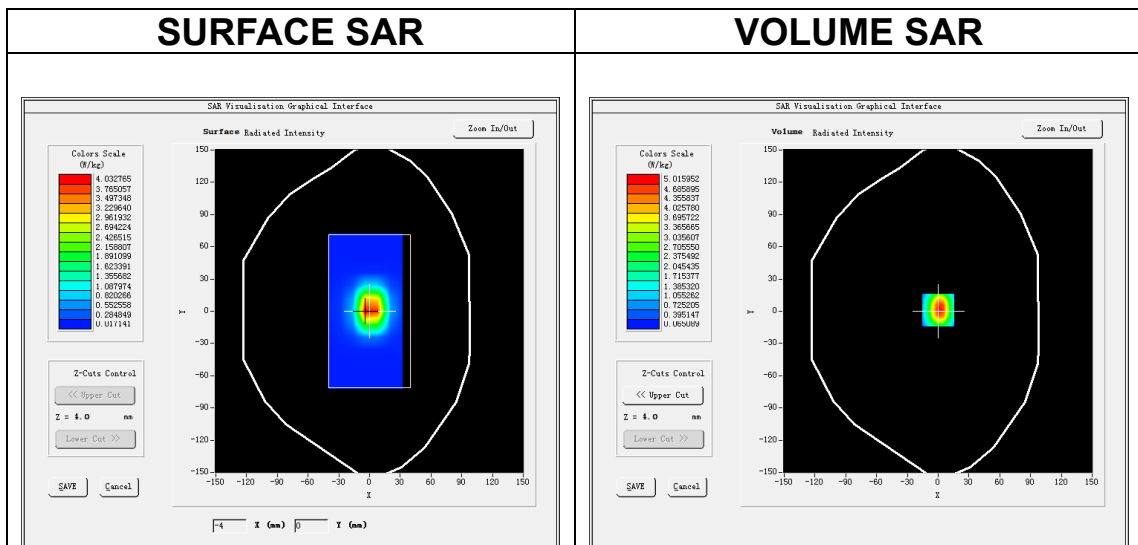 SURFACE SAR
VOLUME SAR
SAR Visualisation Graphical Interface
Surface Radiated Intensity
Zoom In/Out
Colors Scale
(W/kg)
4.032765
3.765057
3.497348
3.229640
2.961932
2.694224
2.426515
2.158807
1.891099
1.623391
1.355682
1.087974
0.820266
0.552558
0.284849
0.017141
150
120
90
60
30
0
-30
-60
-90
-120
-150
Y
-150 -120 -90 -60 -30 0 30 60 90 120 150
X
Z-Cuts Control
<< Upper Cut
Z = 4.0 mm
Lower Cut >>
SAVE Cancel
-4 X (mm) 0 Y (mm)
SAR Visualisation Graphical Interface
Volume Radiated Intensity
Zoom In/Out
Colors Scale
(W/kg)
5.015952
4.685895
4.355837
4.025780
3.695722
3.365665
3.035607
2.705550
2.375492
2.045435
1.715377
1.385320
1.055262
0.725205
0.395147
0.065089
150
120
90
60
30
0
-30
-60
-90
-120
-150
Y
-150 -120 -90 -60 -30 0 30 60 90 120 150
X
Z-Cuts Control
<< Upper Cut
Z = 4.0 mm
Lower Cut >>
SAVE Cancel